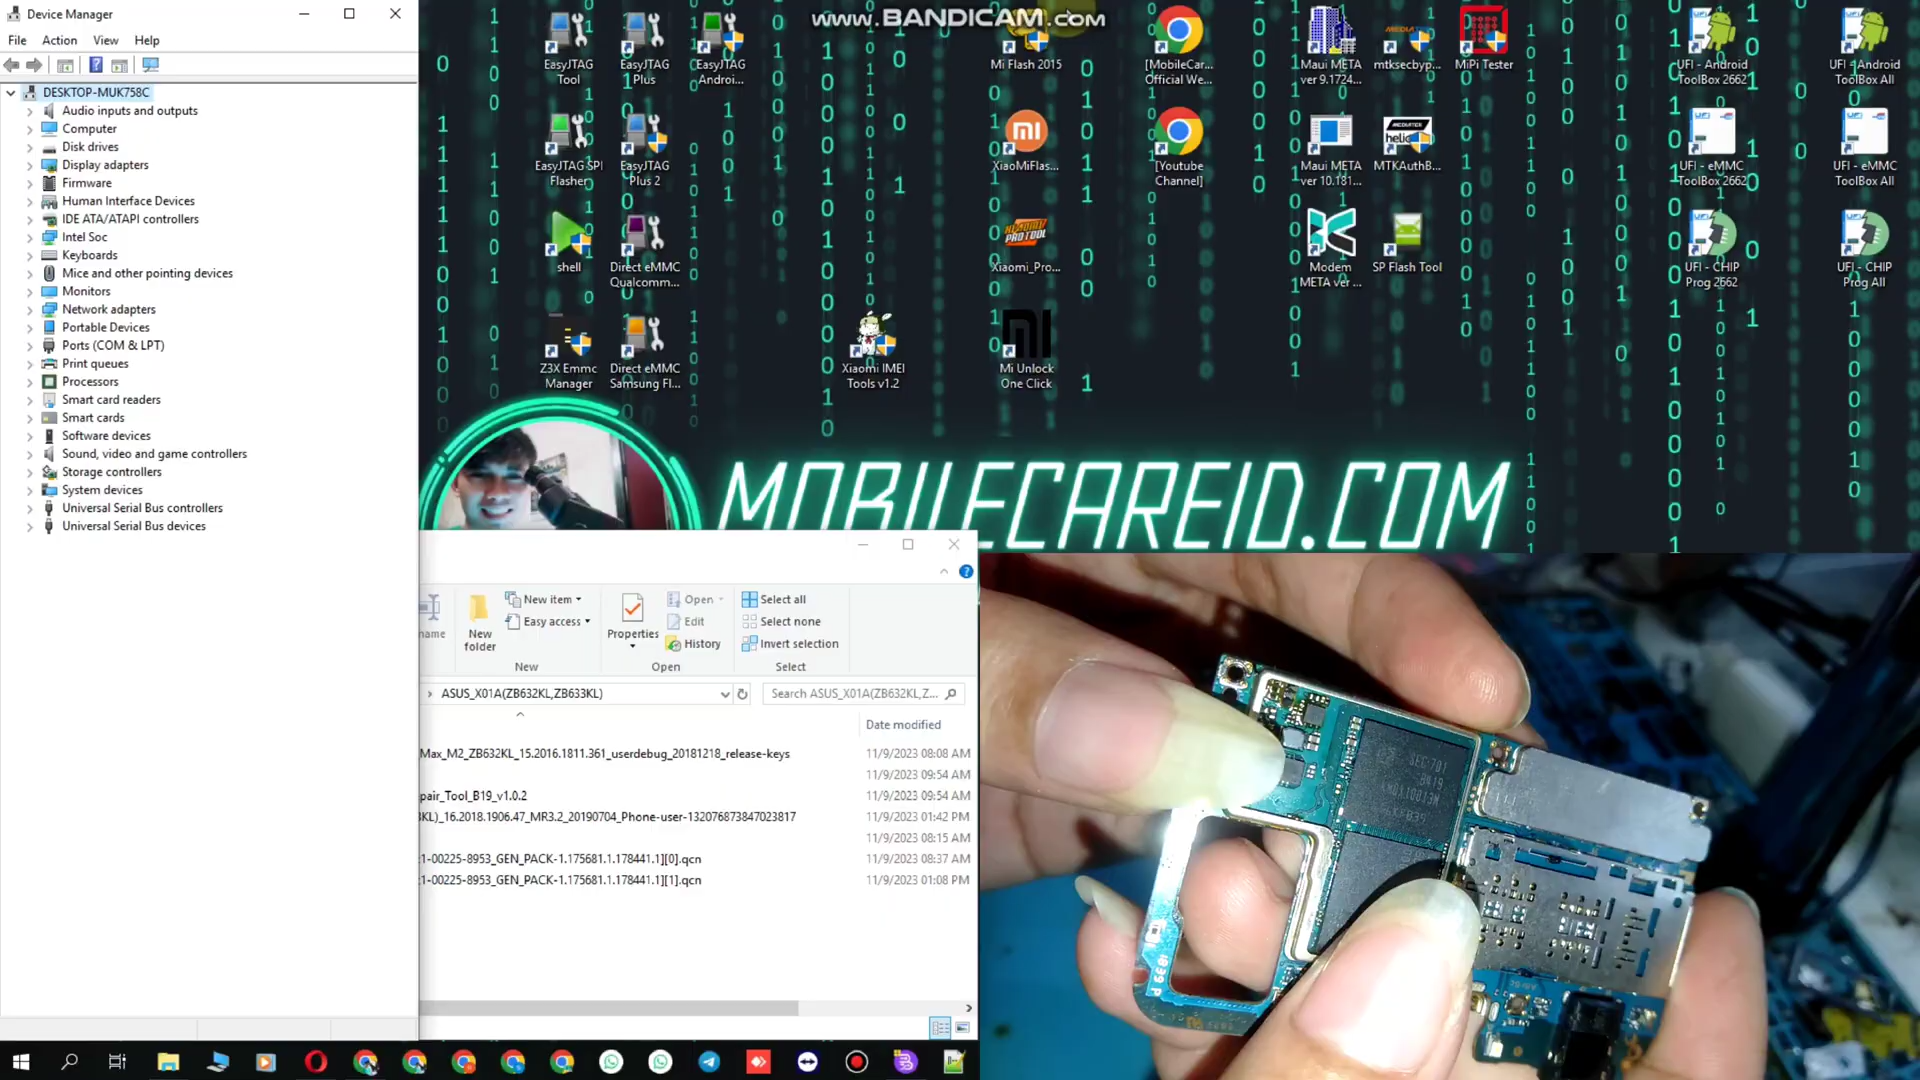 Device Manager
File Action View Help
DESKTOP-MUK758C
Audio inputs and outputs
Computer
Disk drives
Display adapters
Firmware
Human Interface Devices
IDE ATA/ATAPI controllers
Intel Soc
Keyboards
Mice and other pointing devices
Monitors
Network adapters
Portable Devices
Ports (COM & LPT)
Print queues
Processors
Smart card readers
Smart cards
Software devices
Sound, video and game controllers
Storage controllers
System devices
Universal Serial Bus controllers
Universal Serial Bus devices
www.BANDICAM.com
EasyJTAG
Tool
EasyJTAG
Plus
EasyJTAG
Androi...
Mi Flash 2015
[MobileCar...
Official We...
Maui META
ver 9.1724...
mtksecbyp...
MiPi Tester
UFI - Android
ToolBox 2662
UFI - Android
ToolBox All
EasyJTAG SPI
Flasher
EasyJTAG
Plus 2
XiaoMiFlas...
[Youtube
Channel]
Maui META
ver 10.181...
MTKAuthB...
UFI - eMMC
ToolBox 2662
UFI - eMMC
ToolBox All
shell
Direct eMMC
Qualcomm...
Xiaomi_Pro...
Modem
META ver ...
SP Flash Tool
UFI - CHIP
Prog 2662
UFI - CHIP
Prog All
Z3X Emmc
Manager
Direct eMMC
Samsung Fl...
Xiaomi IMEI
Tools v1.2
Mi Unlock
One Click
MOBILECAREID.COM
name
New
folder
New item
Easy access
New
Properties
Open
Edit
History
Open
Select all
Select none
Invert selection
Select
ASUS_X01A(ZB632KL,ZB633KL)
Search ASUS_X01A(ZB632KL,Z...
Date modified
Max_M2_ZB632KL_15.2016.1811.361_userdebug_20181218_release-keys 11/9/2023 08:08 AM
11/9/2023 09:54 AM
pair_Tool_B19_v1.0.2 11/9/2023 09:54 AM
KL)_16.2018.1906.47_MR3.2_20190704_Phone-user-132076873847023817 11/9/2023 01:42 PM
11/9/2023 08:15 AM
1-00225-8953_GEN_PACK-1.175681.1.178441.1][0].qcn 11/9/2023 08:37 AM
1-00225-8953_GEN_PACK-1.175681.1.178441.1][1].qcn 11/9/2023 01:08 PM